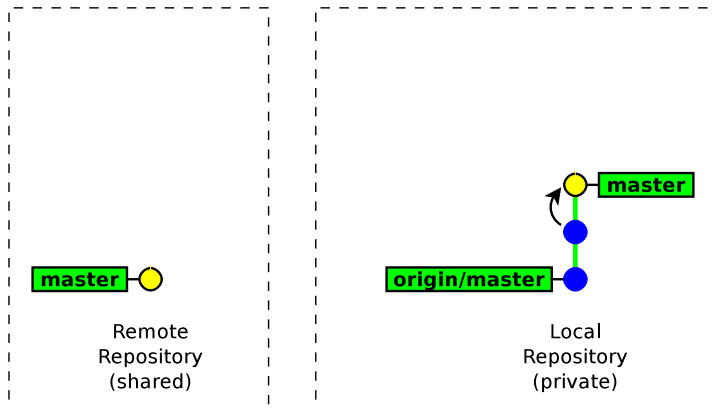 master
master
origin/master
Remote
Repository
(shared)
Local
Repository
(private)